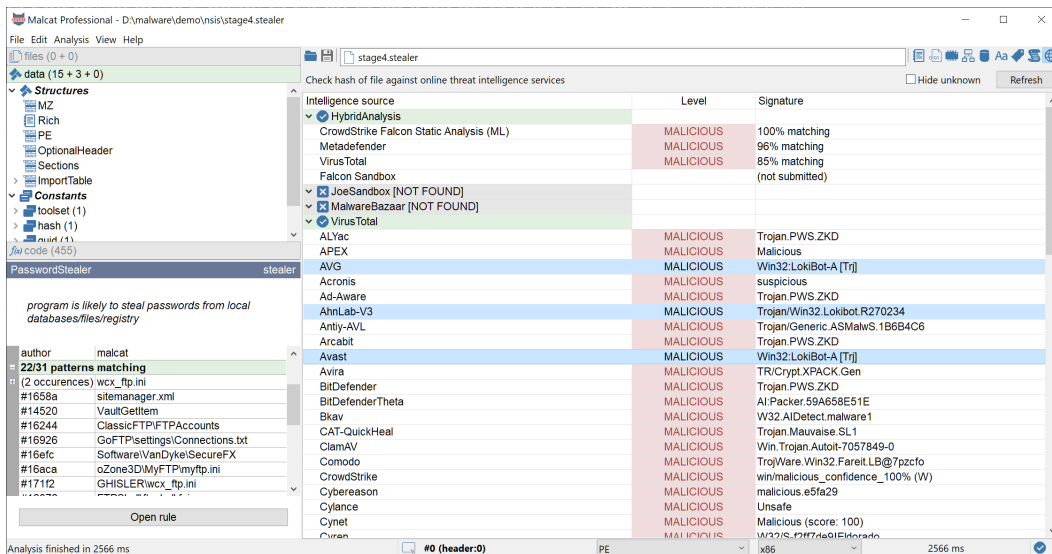 Malcat Professional - D:\malware\demo\nsis\stage4.stealer
File Edit Analysis View Help
files (0 + 0)
data (15 + 3 + 0)
Structures
MZ
Rich
PE
OptionalHeader
Sections
ImportTable
Constants
toolset (1)
hash (1)
guid (1)
f(x) code (455)
PasswordStealer stealer
program is likely to steal passwords from local
databases/files/registry
author malcat
22/31 patterns matching
(2 occurences) wcx_ftp.ini
#1658a sitemanager.xml
#14520 VaultGetItem
#16244 ClassicFTP\FTPAccounts
#16926 GoFTP\settings\Connections.txt
#16efc Software\VanDyke\SecureFX
#16aca oZone3D\MyFTP\myftp.ini
#171f2 GHISLER\wcx_ftp.ini
Open rule
stage4.stealer
Aa
Check hash of file against online threat intelligence services
Hide unknown
Refresh
Intelligence source Level Signature
HybridAnalysis
CrowdStrike Falcon Static Analysis (ML) MALICIOUS 100% matching
Metadefender MALICIOUS 96% matching
VirusTotal MALICIOUS 85% matching
Falcon Sandbox (not submitted)
JoeSandbox [NOT FOUND]
MalwareBazaar [NOT FOUND]
VirusTotal
ALYac MALICIOUS Trojan.PWS.ZKD
APEX MALICIOUS Malicious
AVG MALICIOUS Win32:LokiBot-A [Trj]
Acronis MALICIOUS suspicious
Ad-Aware MALICIOUS Trojan.PWS.ZKD
AhnLab-V3 MALICIOUS Trojan/Win32.Lokibot.R270234
Antiy-AVL MALICIOUS Trojan/Generic.ASMalwS.1B6B4C6
Arcabit MALICIOUS Trojan.PWS.ZKD
Avast MALICIOUS Win32:LokiBot-A [Trj]
Avira MALICIOUS TR/Crypt.XPACK.Gen
BitDefender MALICIOUS Trojan.PWS.ZKD
BitDefenderTheta MALICIOUS AI:Packer.59A658E51E
Bkav MALICIOUS W32.AIDetect.malware1
CAT-QuickHeal MALICIOUS Trojan.Mauvaise.SL1
ClamAV MALICIOUS Win.Trojan.Autoit-7057849-0
Comodo MALICIOUS TrojWare.Win32.Fareit.LB@7pzcfo
CrowdStrike MALICIOUS win/malicious_confidence_100% (W)
Cybereason MALICIOUS malicious.e5fa29
Cylance MALICIOUS Unsafe
Cynet MALICIOUS Malicious (score: 100)
Cyren MALICIOUS
Analysis finished in 2566 ms
#0 (header:0)
PE
x86
2566 ms